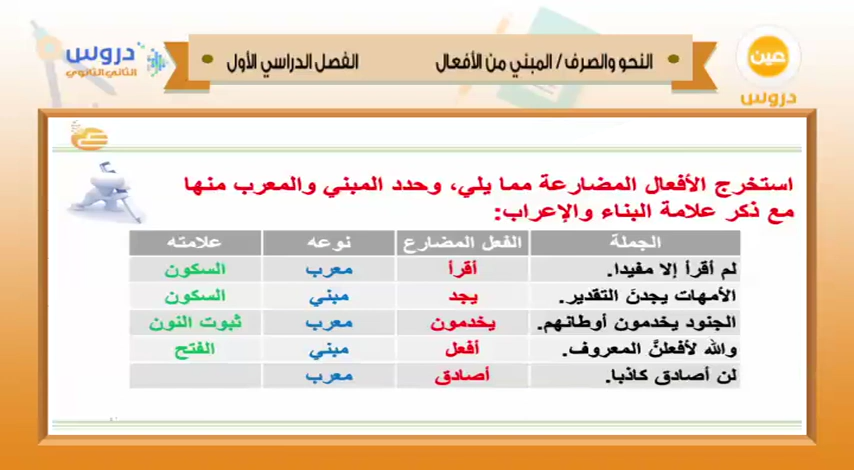 عين
دروس
النحو والصرف / المبني من الأفعال
الفصل الدراسي الأول
دروس
الثاني الثانوي
استخرج الأفعال المضارعة مما يلي، وحدد المبني والمعرب منها
مع ذكر علامة البناء والإعراب:
الجملة الفعل المضارع نوعه علامته
لم أقرأ إلا مفيدا. أقرأ معرب السكون
الأمهات يجدنَ التقدير. يجد مبني السكون
الجنود يخدمون أوطانهم. يخدمون معرب ثبوت النون
والله لأفعلنَّ المعروف. أفعل مبني الفتح
لن أصادق كاذبا. أصادق معرب